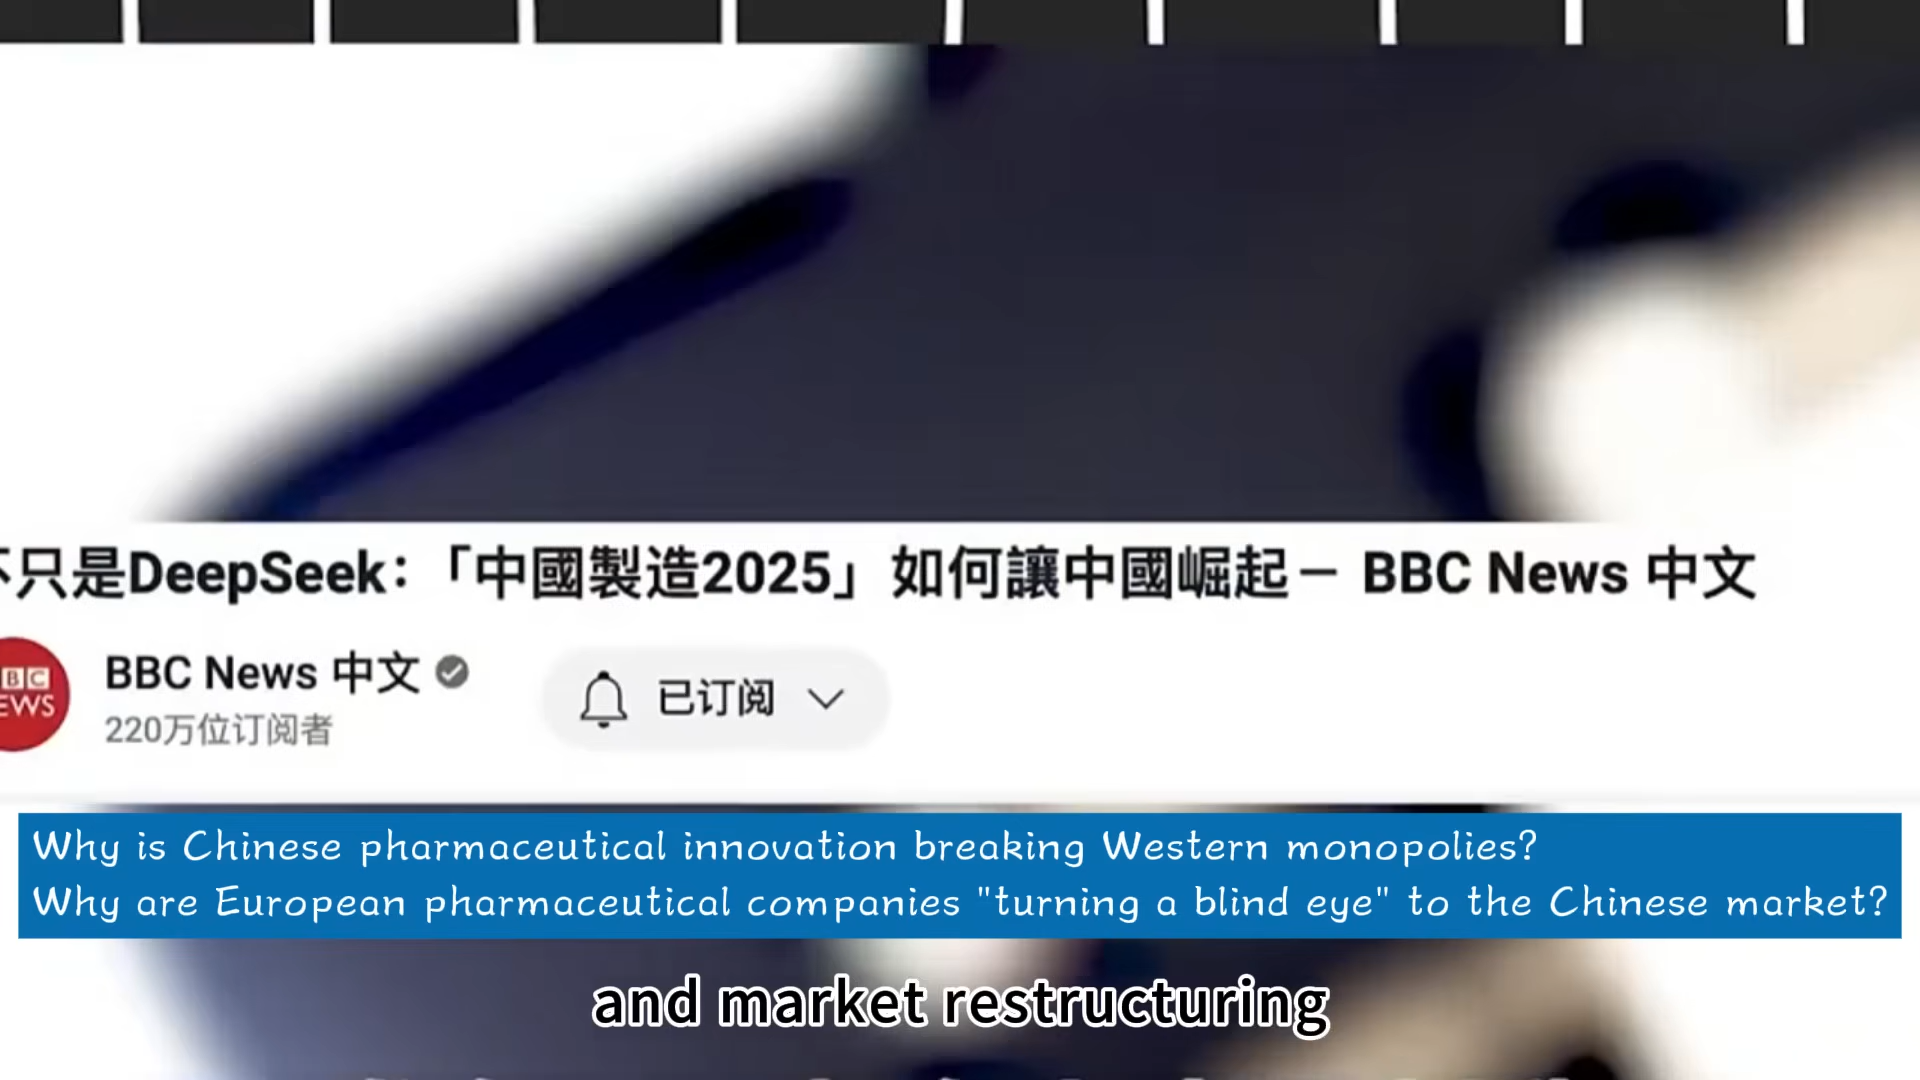 只是DeepSeek：「中國製造2025」如何讓中國崛起 — BBC News 中文
BBC NEWS
BBC News 中文
220万位订阅者
已订阅
Why is Chinese pharmaceutical innovation breaking Western monopolies?
Why are European pharmaceutical companies "turning a blind eye" to the Chinese market?
and market restructuring